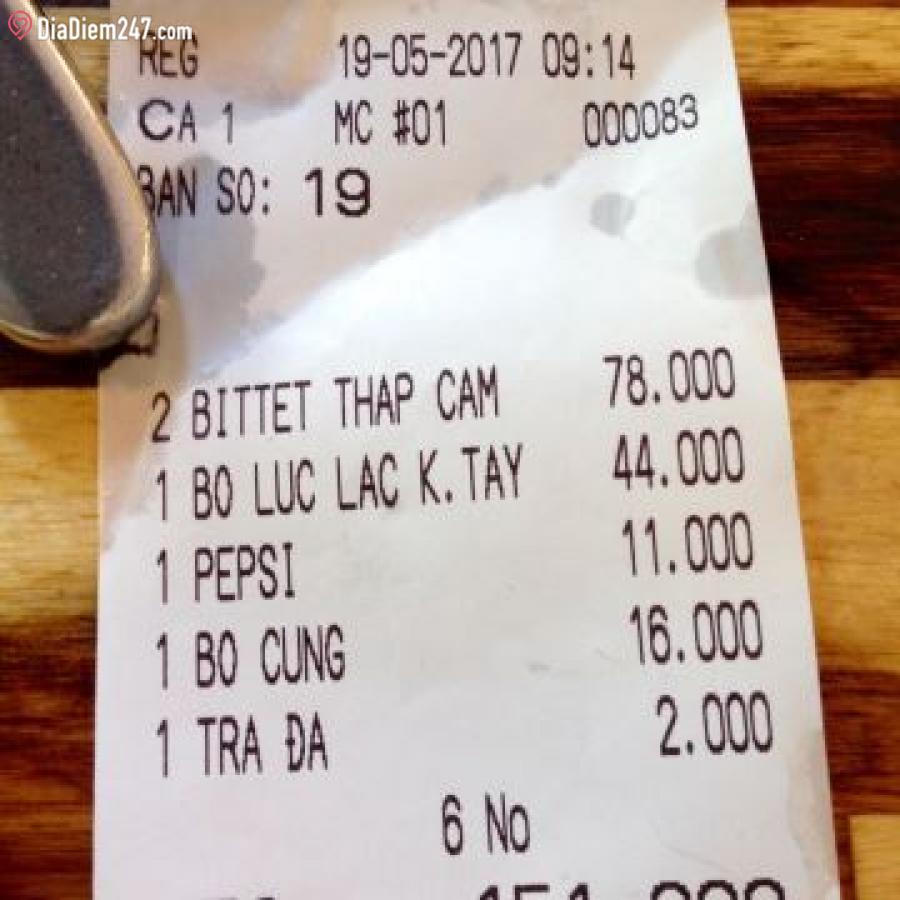 DiaDiem247.com
REG 19-05-2017 09:14
CA 1 MC #01 000083
BAN SO: 19
2 BITTET THAP CAM 78.000
1 BO LUC LAC K.TAY 44.000
1 PEPSI 11.000
1 BO CUNG 16.000
1 TRA ĐA 2.000
6 No